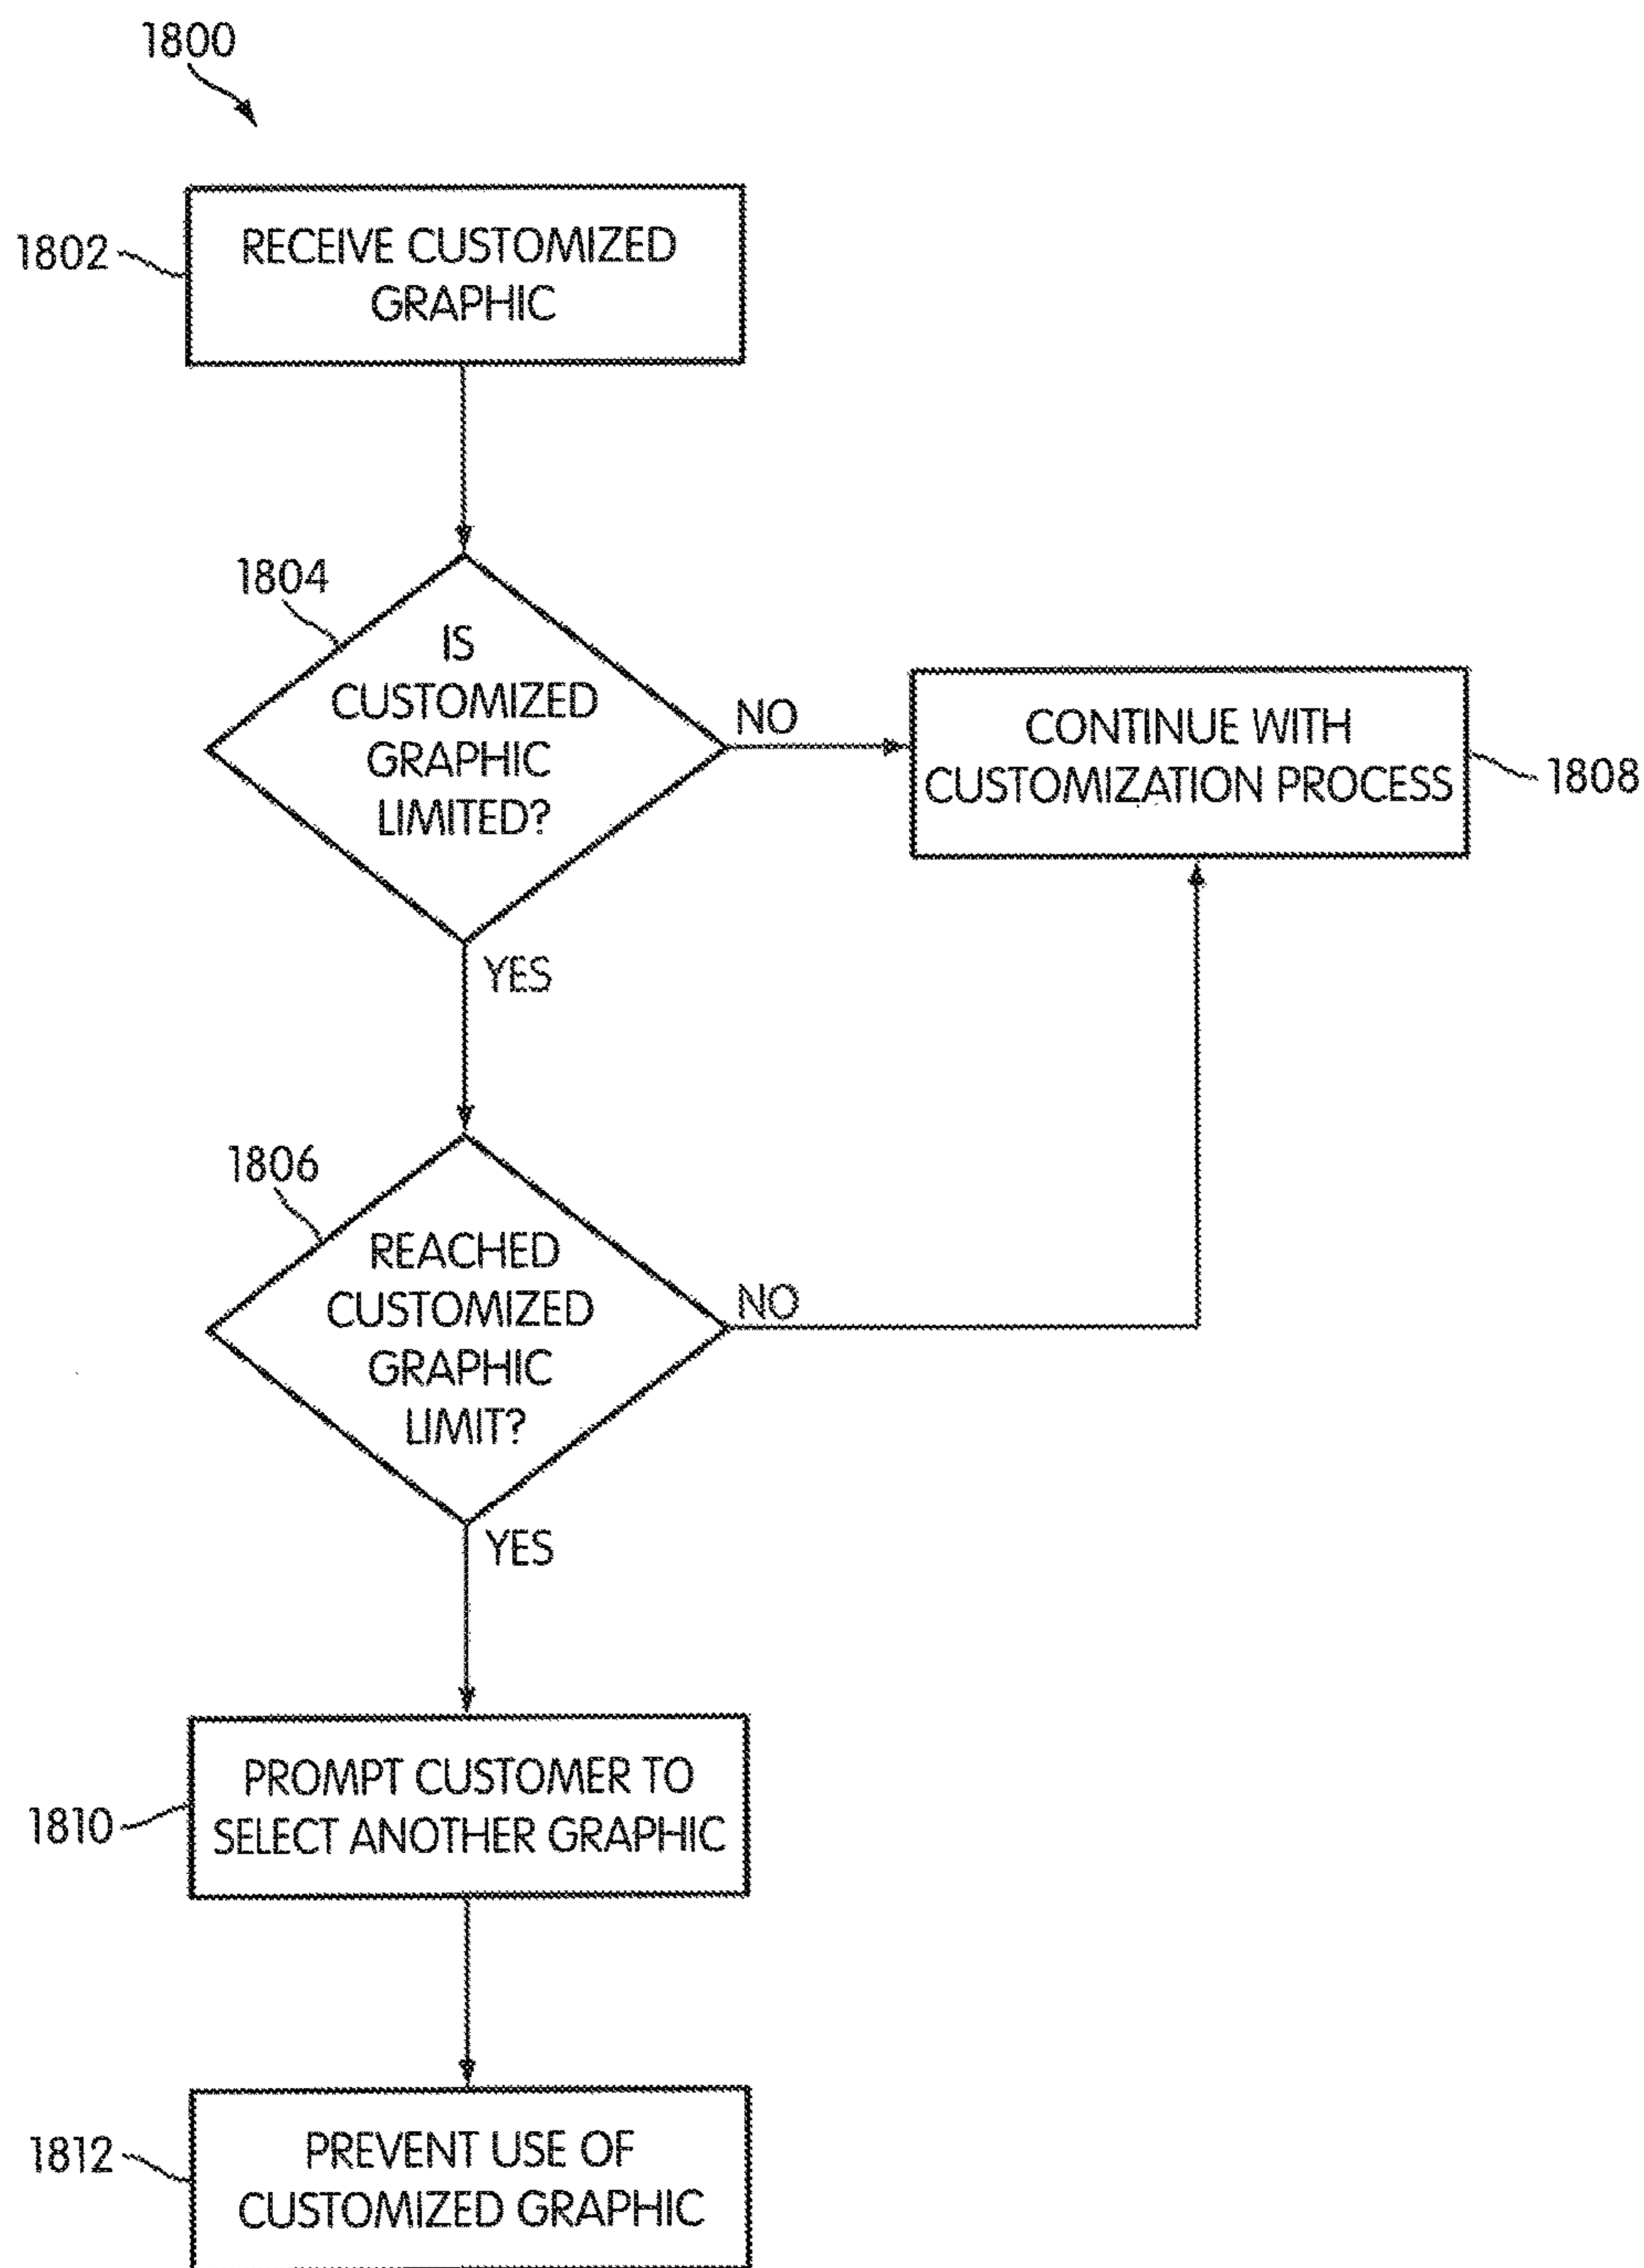 1800
1802
RECEIVE CUSTOMIZED
GRAPHIC
1804
IS
CUSTOMIZED
GRAPHIC
LIMITED?
NO
CONTINUE WITH
CUSTOMIZATION PROCESS
1808
YES
1806
REACHED
CUSTOMIZED
GRAPHIC
LIMIT?
NO
YES
1810
PROMPT CUSTOMER TO
SELECT ANOTHER GRAPHIC
1812
PREVENT USE OF
CUSTOMIZED GRAPHIC